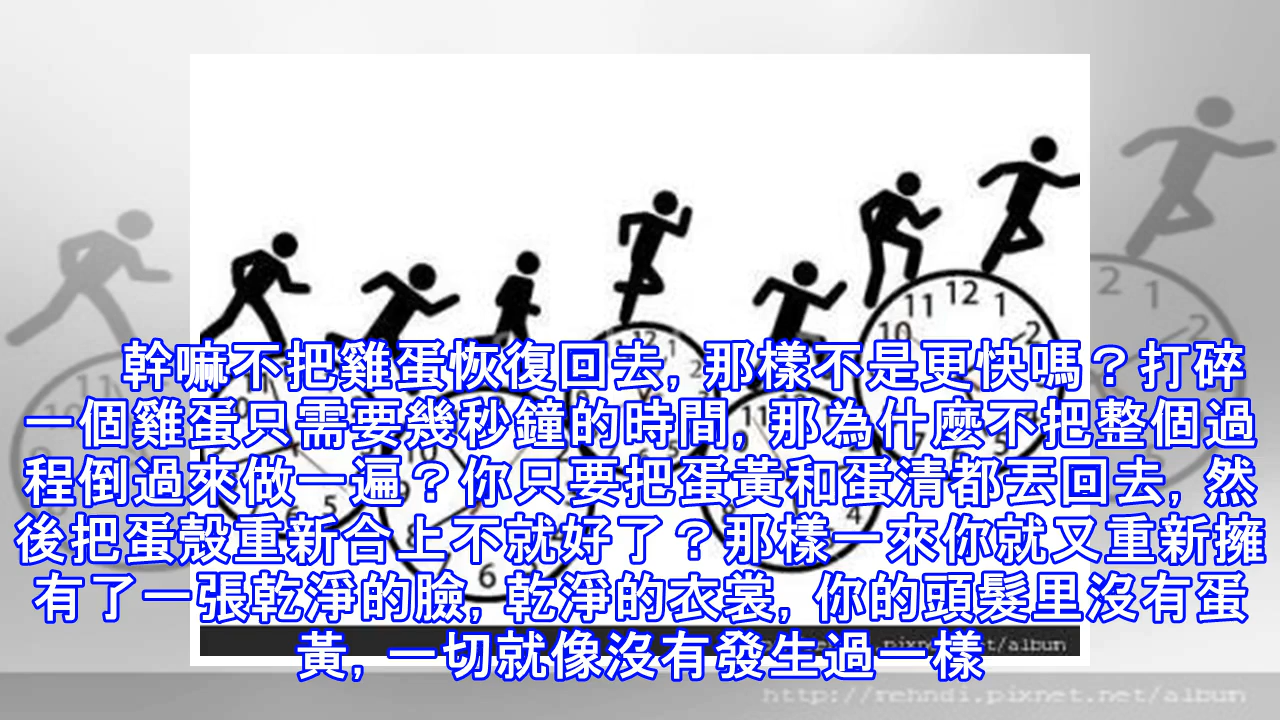 幹嘛不把雞蛋恢復回去, 那樣不是更快嗎？打碎
一個雞蛋只需要幾秒鐘的時間, 那為什麼不把整個過
程倒過來做一遍？你只要把蛋黃和蛋清都丟回去, 然
後把蛋殼重新合上不就好了？那樣一來你就又重新擁
有了一張乾淨的臉, 乾淨的衣裳, 你的頭髮里沒有蛋
黃, 一切就像沒有發生過一樣
http://mehndi.pixnet.net/album